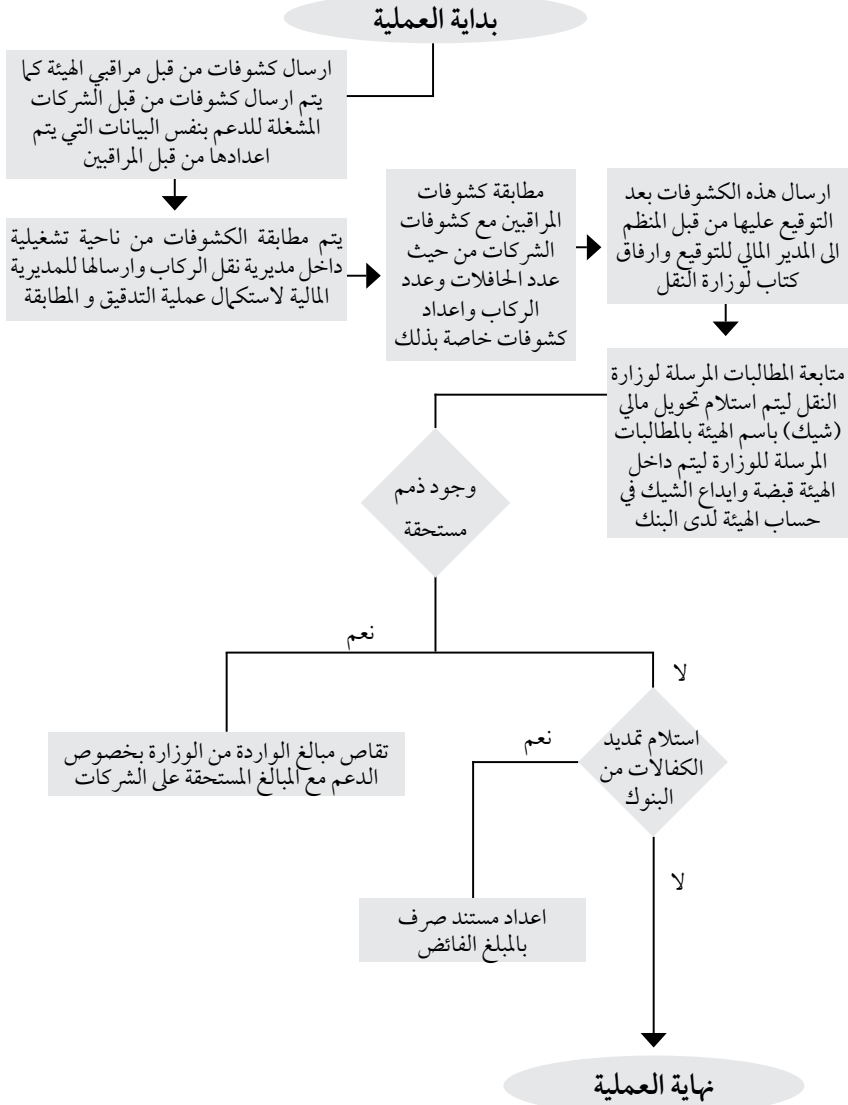 بداية العملية
ارسال كشوفات من قبل مراقبي الهيئة كما
يتم ارسال كشوفات من قبل الشركات
المشغلة للدعم بنفس البيانات التي يتم
اعدادها من قبل المراقبين
يتم مطابقة الكشوفات من ناحية تشغيلية
داخل مديرية نقل الركاب وارسالها للمديرية
المالية لاستكمال عملية التدقيق و المطابقة
مطابقة كشوفات
المراقبين مع كشوفات
الشركات من حيث
عدد الحافلات وعدد
الركاب واعداد
كشوفات خاصة بذلك
ارسال هذه الكشوفات بعد
التوقيع عليها من قبل المنظم
الى المدير المالي للتوقيع وارفاق
كتاب لوزارة النقل
متابعة المطالبات المرسلة لوزارة
النقل ليتم استلام تحويل مالي
(شيك) باسم الهيئة بالمطالبات
المرسلة للوزارة ليتم داخل
الهيئة قبضة وايداع الشيك في
حساب الهيئة لدى البنك
وجود ذمم
مستحقة
نعم
لا
تقاص مبالغ الواردة من الوزارة بخصوص
الدعم مع المبالغ المستحقة على الشركات
استلام تمديد
الكفالات من
البنوك
نعم
لا
اعداد مستند صرف
بالمبلغ الفائض
نهاية العملية